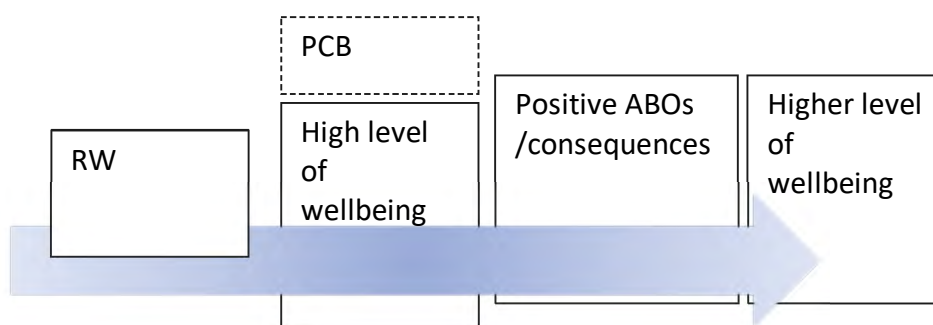 RW
PCB
High level
of
wellbeing
Positive ABOs
/consequences
Higher level
of
wellbeing